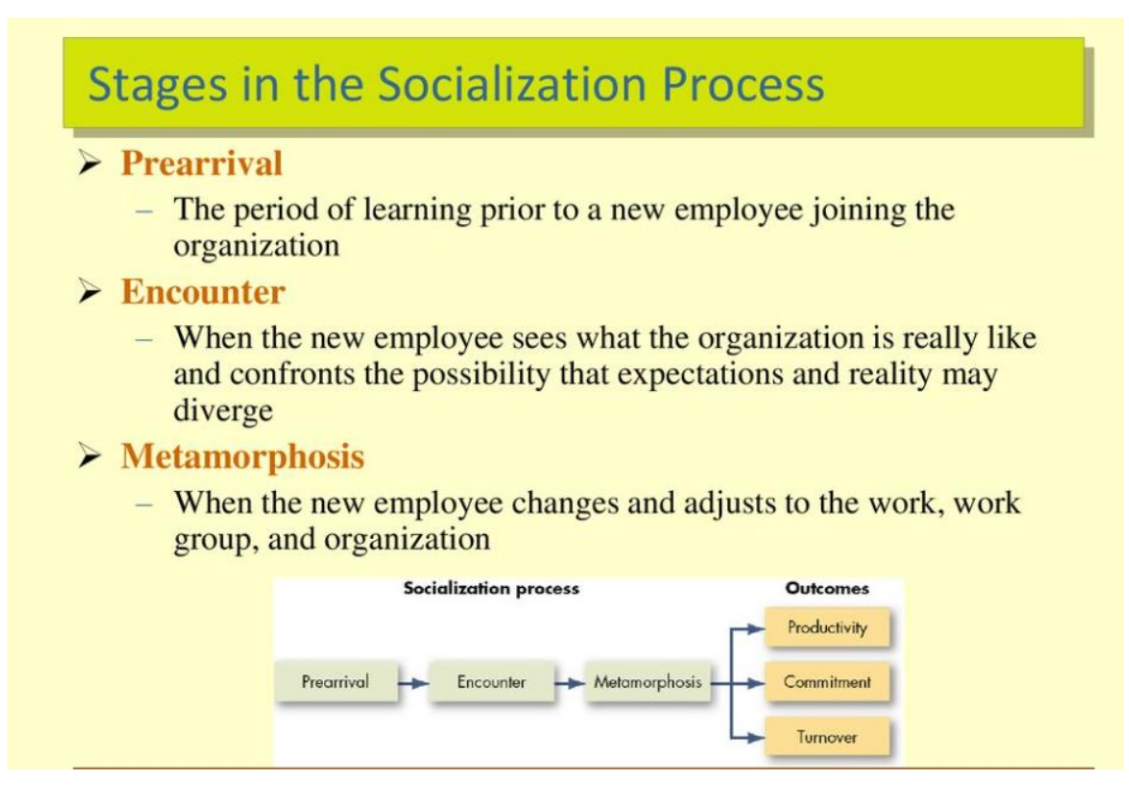 Stages in the Socialization Process
➢ Prearrival
– The period of learning prior to a new employee joining the
organization
➢ Encounter
– When the new employee sees what the organization is really like
and confronts the possibility that expectations and reality may
diverge
➢ Metamorphosis
– When the new employee changes and adjusts to the work, work
group, and organization
Socialization process
Outcomes
Productivity
Prearrival
Encounter
Metamorphosis
Commitment
Turnover